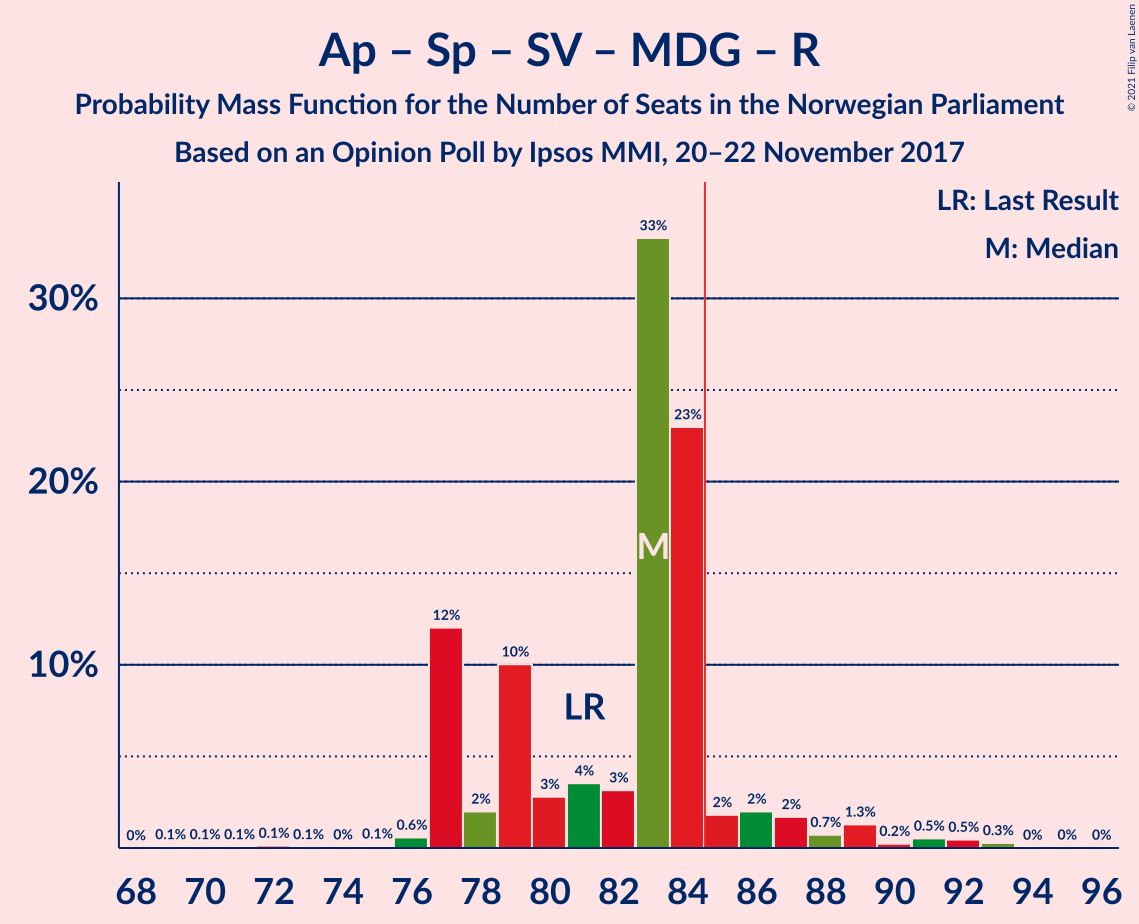 Ap – Sp – SV – MDG – R
Probability Mass Function for the Number of Seats in the Norwegian Parliament
Based on an Opinion Poll by Ipsos MMI, 20–22 November 2017
© 2021 Filip van Laenen
LR: Last Result
M: Median
30%
20%
10%
0% 0.1% 0.1% 0.1% 0.1% 0.1% 0% 0.1% 0.6% 12% 2% 10% 3% 4% 3% 33% 23% 2% 2% 2% 0.7% 1.3% 0.2% 0.5% 0.5% 0.3% 0% 0% 0%
LR
M
68 70 72 74 76 78 80 82 84 86 88 90 92 94 96